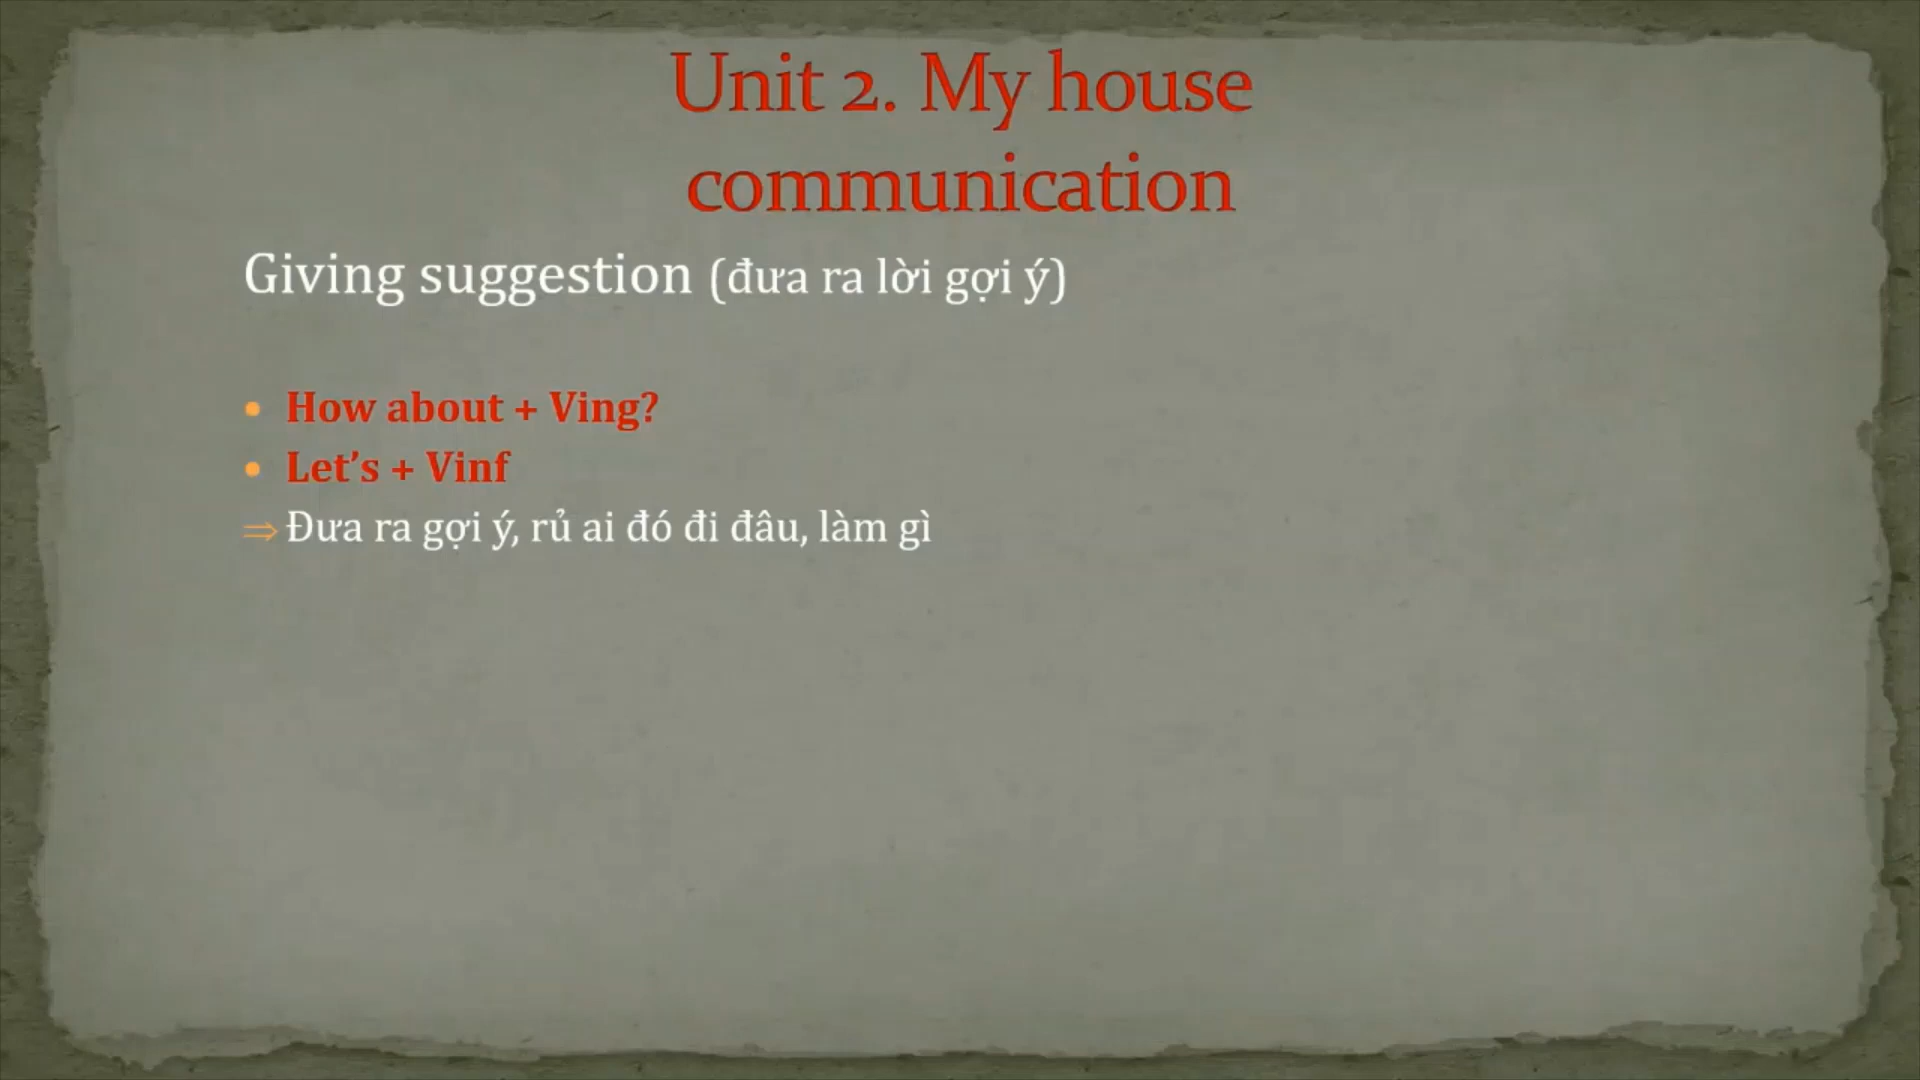 Unit 2. My house
communication
Giving suggestion (đưa ra lời gợi ý)
• How about + Ving?
• Let’s + Vinf
⇒ Đưa ra gợi ý, rủ ai đó đi đâu, làm gì